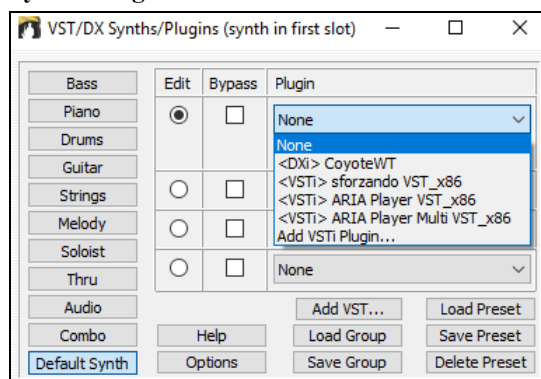 VST/DX Synths/Plugins (synth in first slot)
Bass Edit Bypass Plugin
Piano None
Drums None
Guitar <DXi> CoyoteWT
<VSTi> sforzando VST_x86
Strings <VSTi> ARIA Player VST_x86
Melody <VSTi> ARIA Player Multi VST_x86
Add VSTi Plugin...
Soloist None
Thru
Audio Add VST... Load Preset
Combo Help Load Group Save Preset
Default Synth Options Save Group Delete Preset